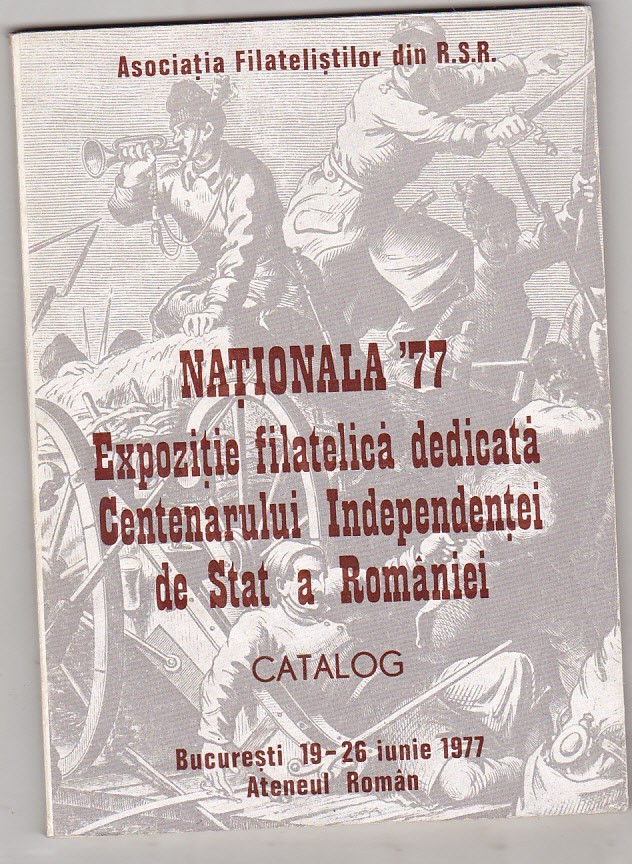 Asociația Filateliștilor din R.S.R.
NAȚIONALA '77
Expoziție filatelică dedicată
Centenarului Independenței
de Stat a României
CATALOG
București 19-26 iunie 1977
Ateneul Român